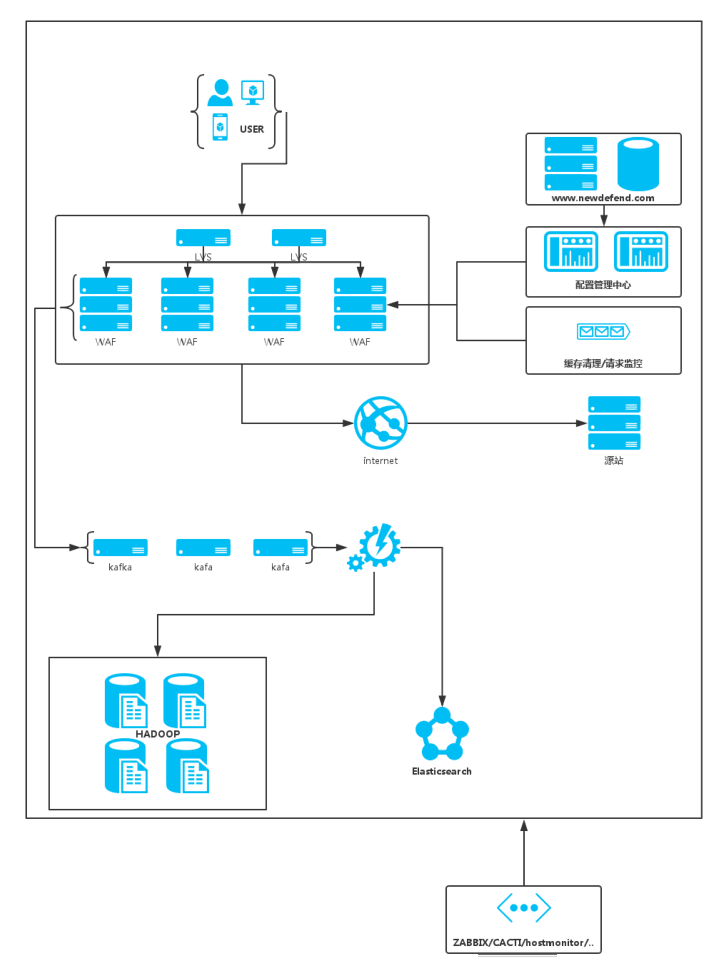 USER
www.newdefend.com
LVS
LVS
配置管理中心
WAF
WAF
WAF
WAF
缓存清理/请求监控
internet
源站
kafka
kafa
kafa
HADOOP
Elasticsearch
ZABBIX/CACTI/hostmonitor/..